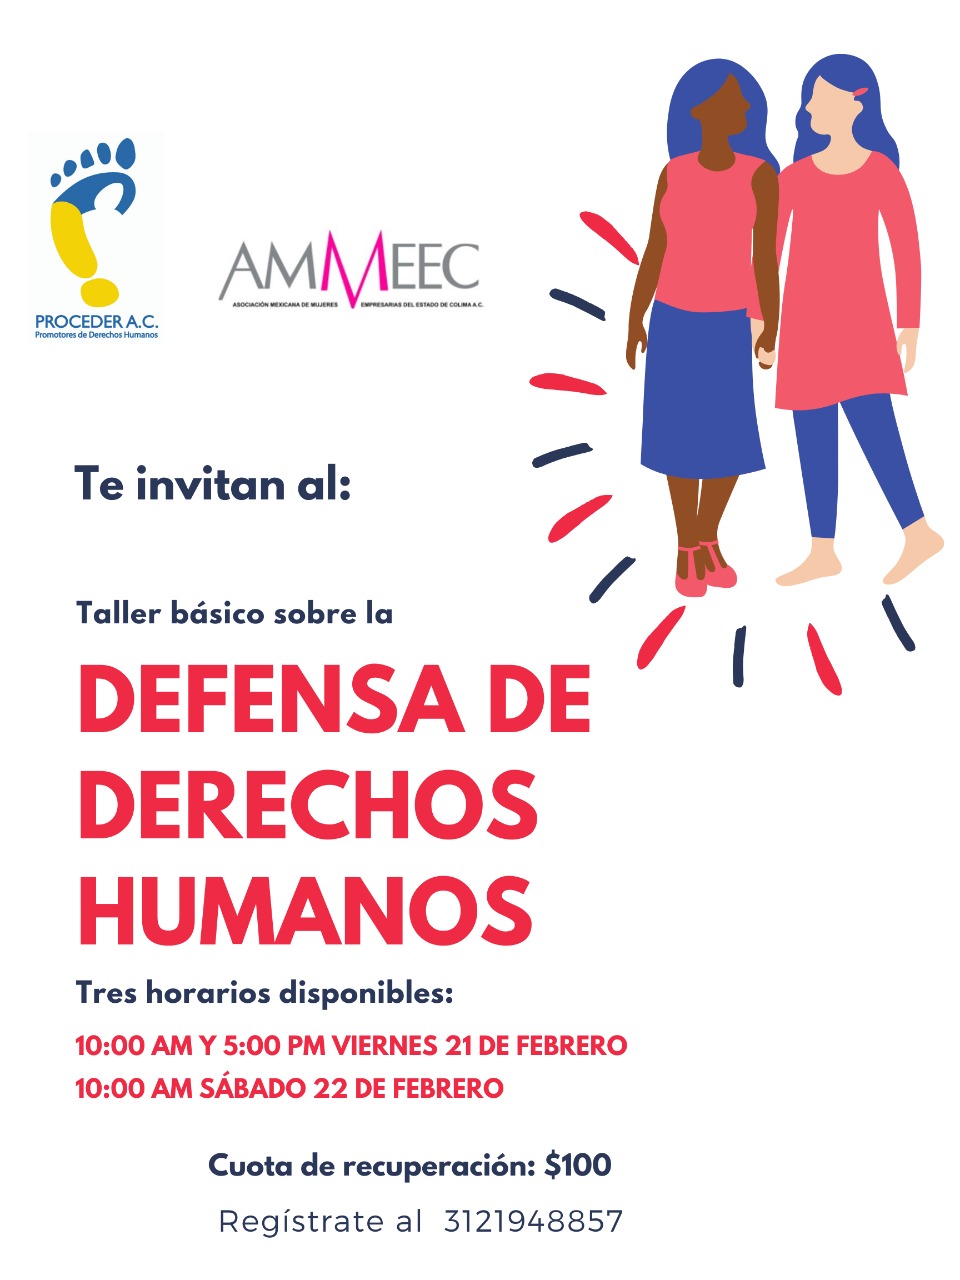 PROCEDER A.C.
Promotores de Derechos Humanos
AMMEEC
ASOCIACIÓN MEXICANA DE MUJERES EMPRESARIAS DEL ESTADO DE COLIMA A.C.
Te invitan al:
Taller básico sobre la
DEFENSA DE
DERECHOS
HUMANOS
Tres horarios disponibles:
10:00 AM Y 5:00 PM VIERNES 21 DE FEBRERO
10:00 AM SÁBADO 22 DE FEBRERO
Cuota de recuperación: $100
Regístrate al 3121948857